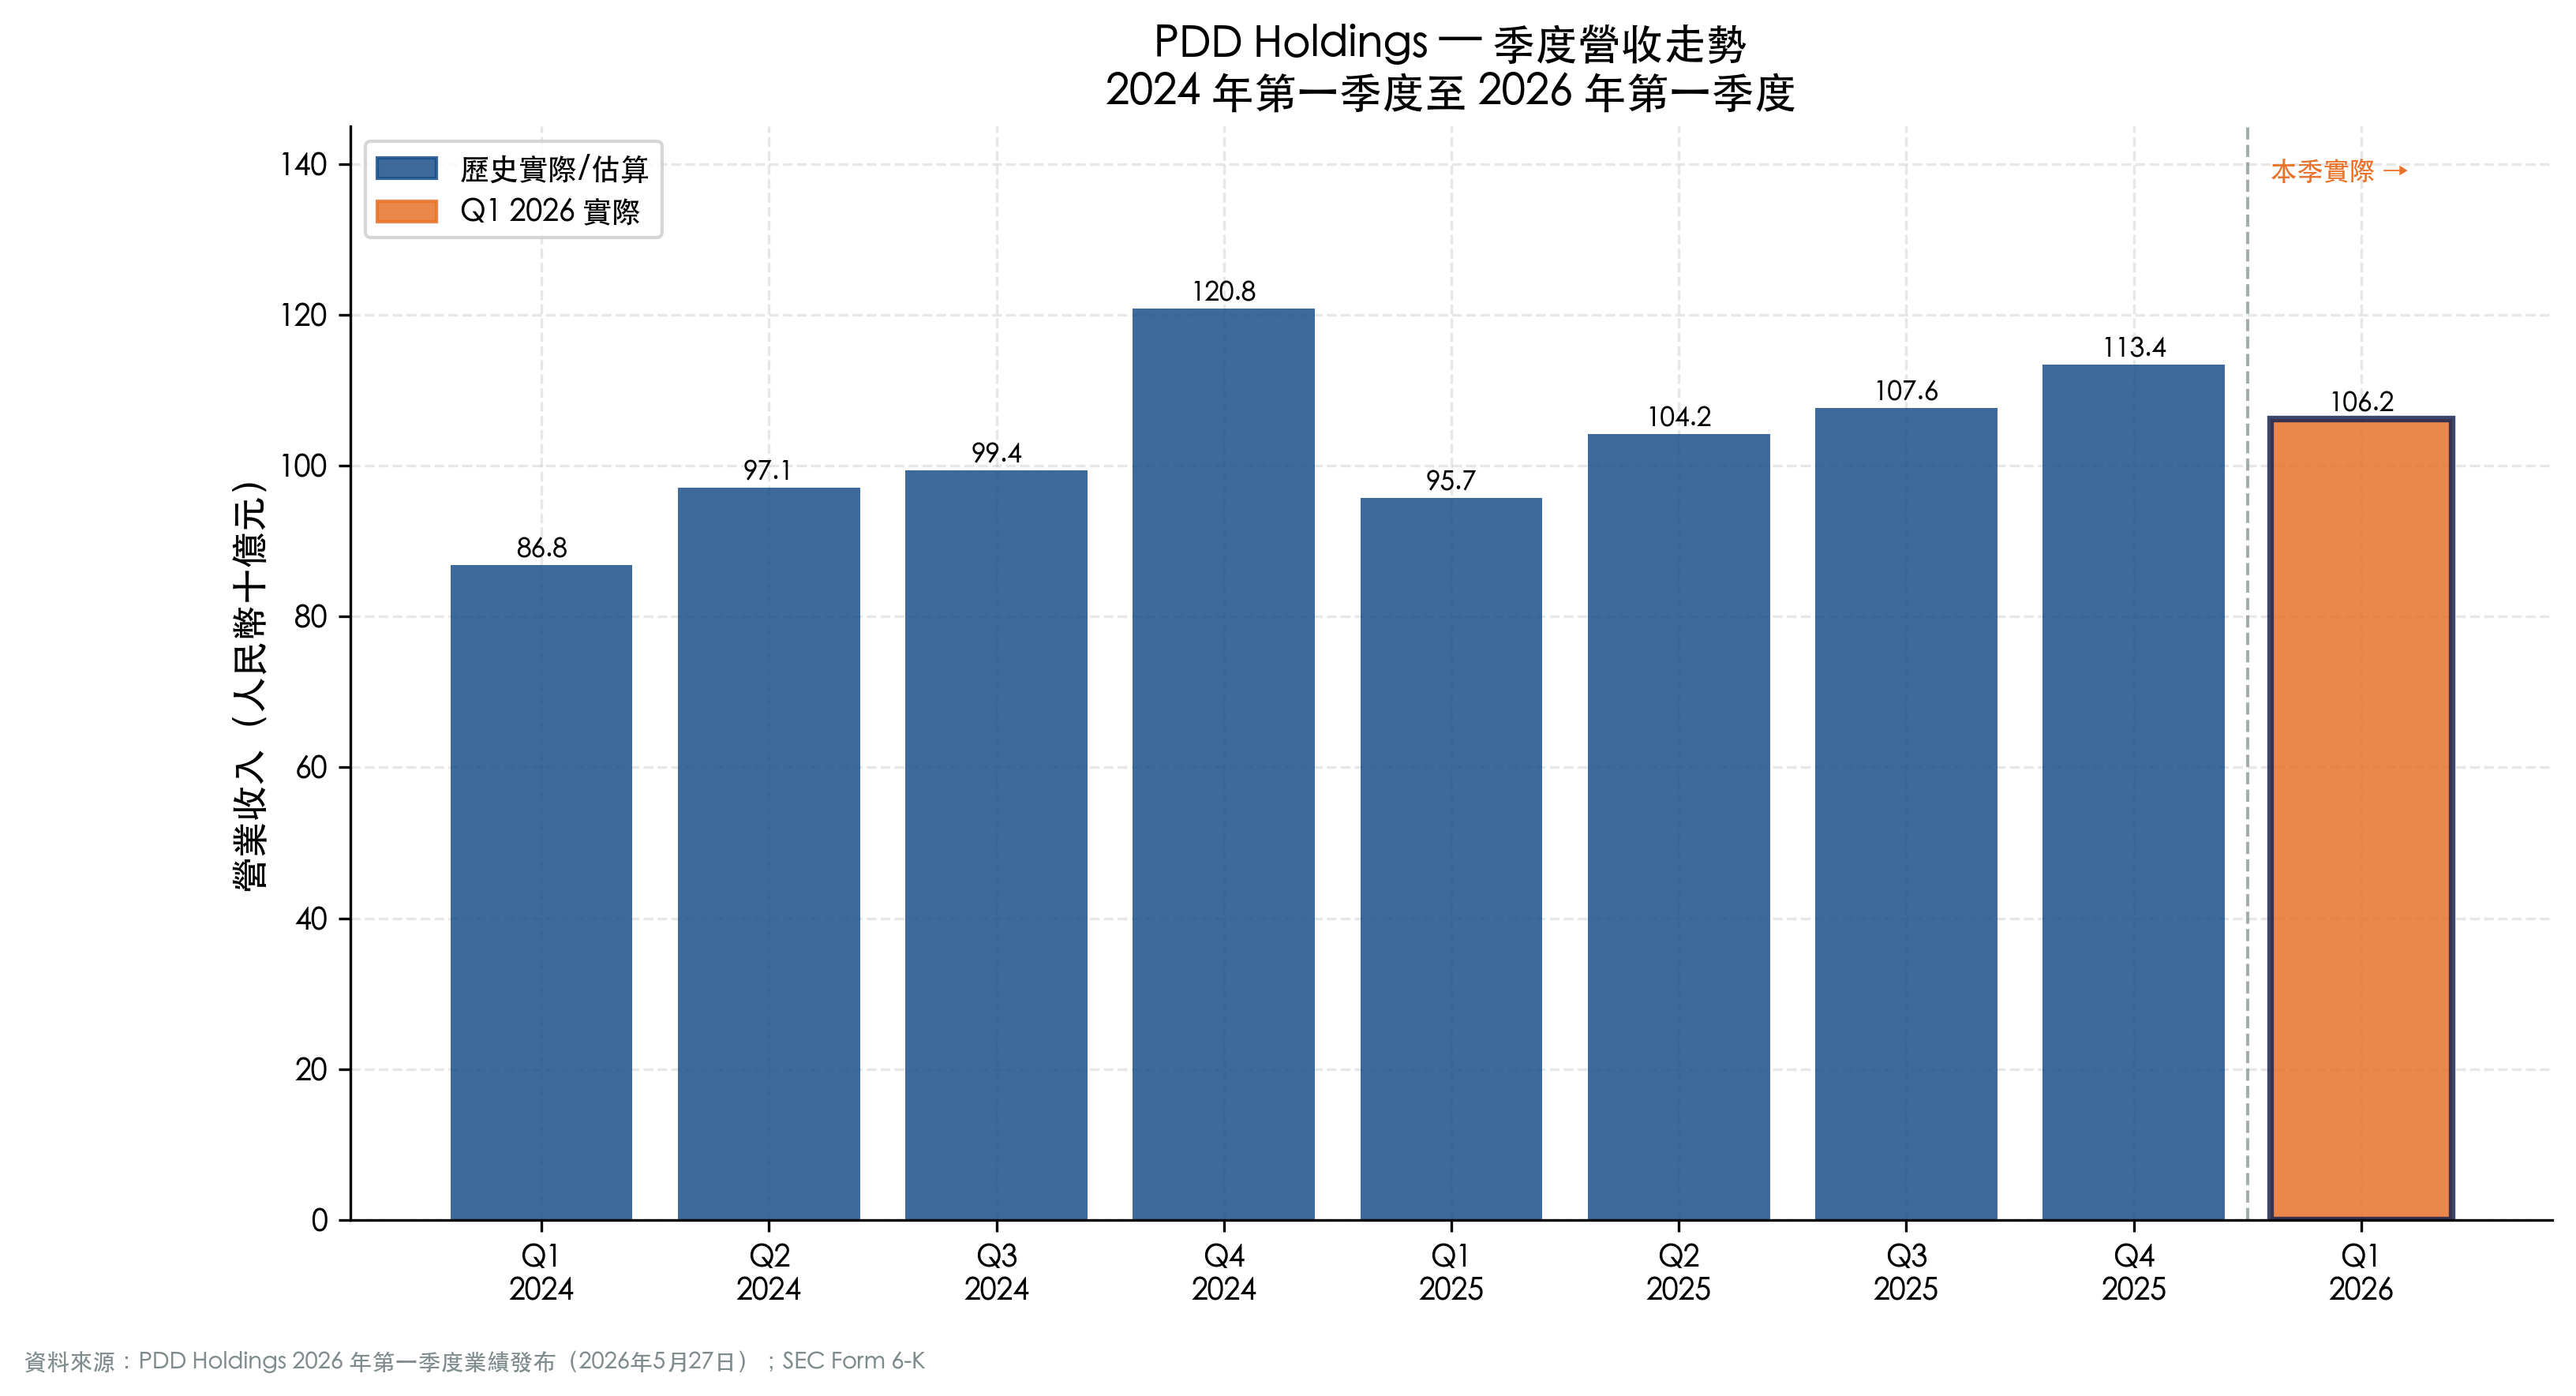 PDD Holdings — 季度營收走勢
2024 年第一季度至 2026 年第一季度
歷史實際/估算
Q1 2026 實際
本季實際 →
營業收入（人民幣十億元）
140
120
100
80
60
40
20
0
86.8
97.1
99.4
120.8
95.7
104.2
107.6
113.4
106.2
Q1
2024
Q2
2024
Q3
2024
Q4
2024
Q1
2025
Q2
2025
Q3
2025
Q4
2025
Q1
2026
資料來源：PDD Holdings 2026 年第一季度業績發布（2026年5月27日）；SEC Form 6-K